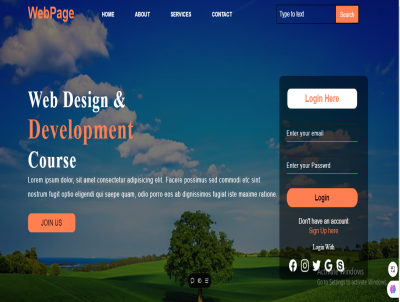 WebPage
HOME ABOUT SERVICES CONTACT
Type to text Search
Web Design &
Development
Course
Lorem ipsum dolor, sit amet consectetur adipisicing elit. Facere possimus sed commodi etc sint
nostrum fugit optio eligendi qui saepe quam, odio porro eos ab dignissimos fugiat iste maxime ratione.
JOIN US
Login Here
Enter your email
Enter your Passwrd
Login
Don't have an account
Sign Up here
Login With
Activate Windows
Go to Settings to activate Windows.